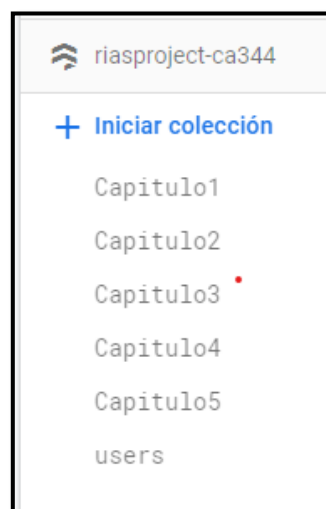 riasproject-ca344
+ Iniciar colección
Capitulo1
Capitulo2
Capitulo3
Capitulo4
Capitulo5
users